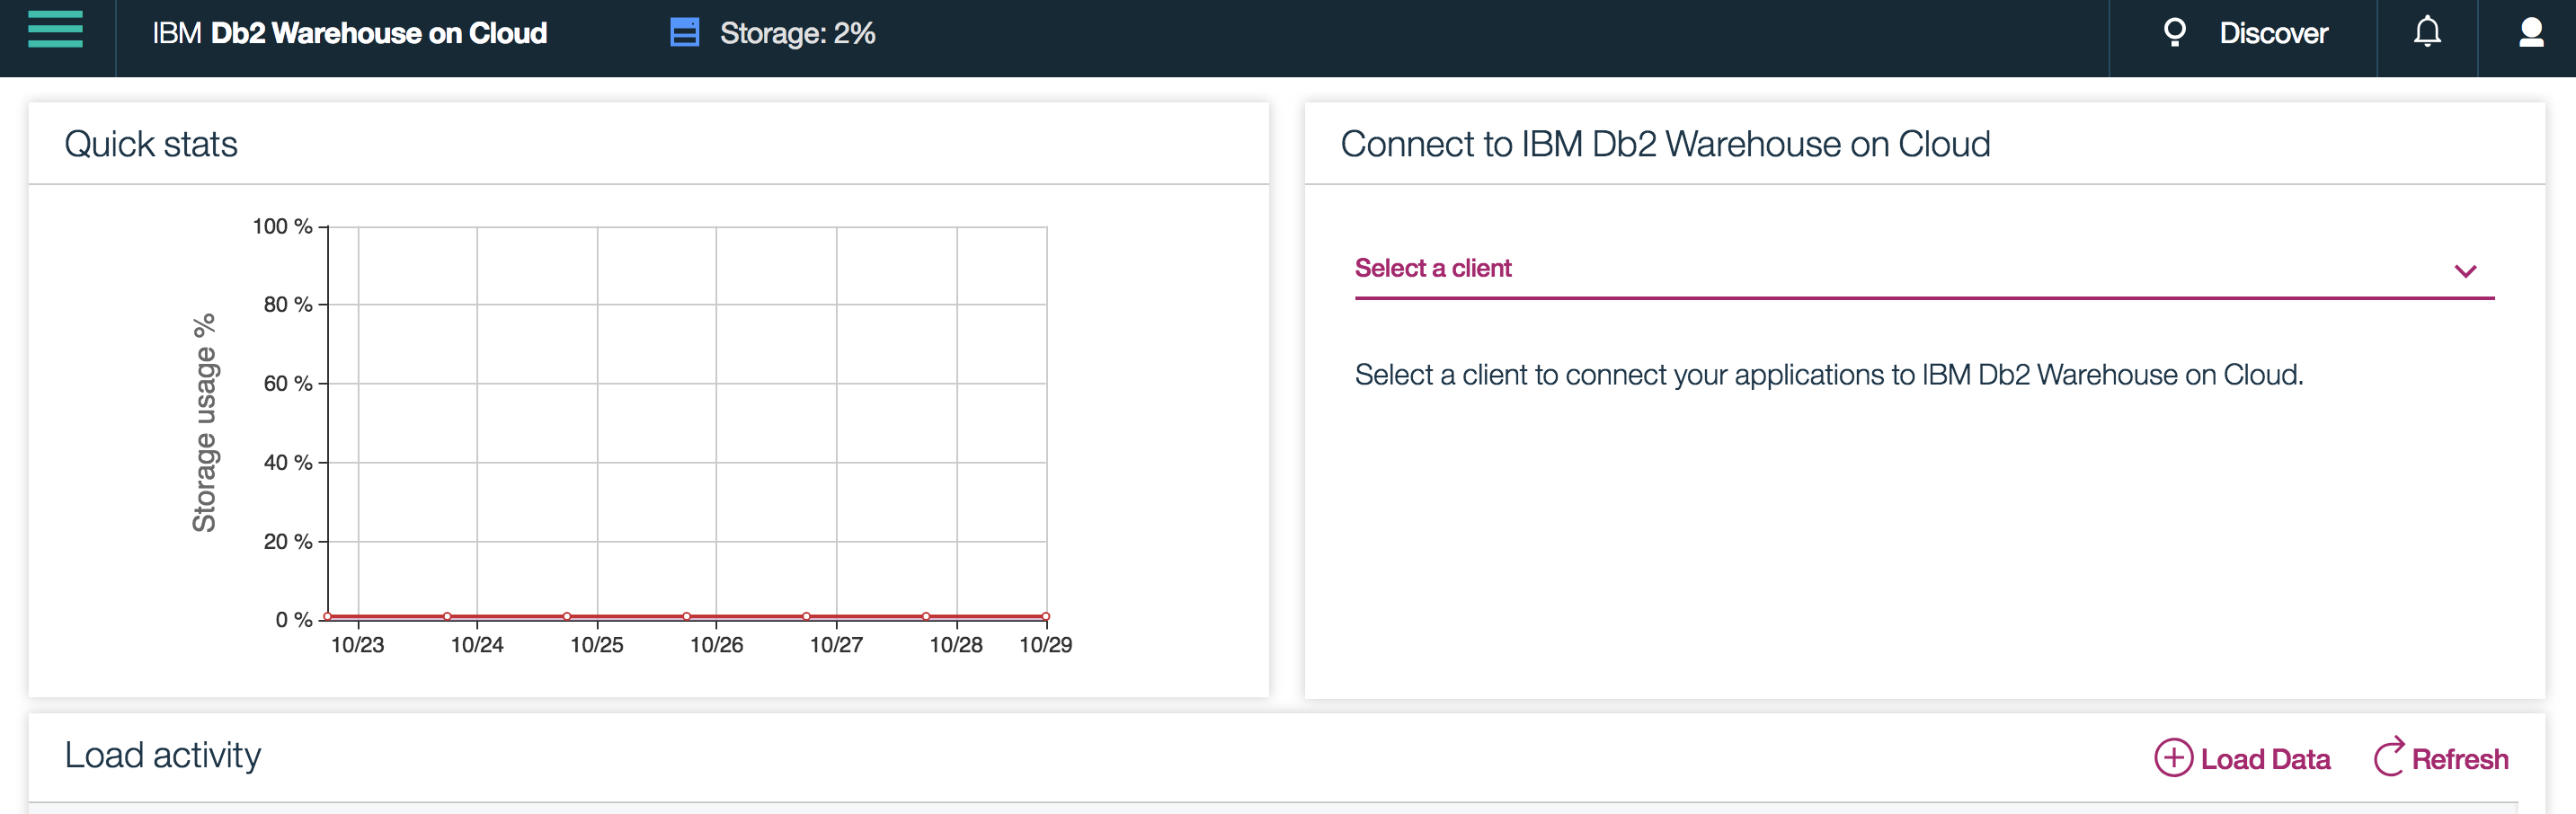 IBM Db2 Warehouse on Cloud
Storage: 2%
Discover
Quick stats
100 %
80 %
60 %
40 %
20 %
0 %
Storage usage %
10/23 10/24 10/25 10/26 10/27 10/28 10/29
Connect to IBM Db2 Warehouse on Cloud
Select a client
Select a client to connect your applications to IBM Db2 Warehouse on Cloud.
Load activity
Load Data
Refresh